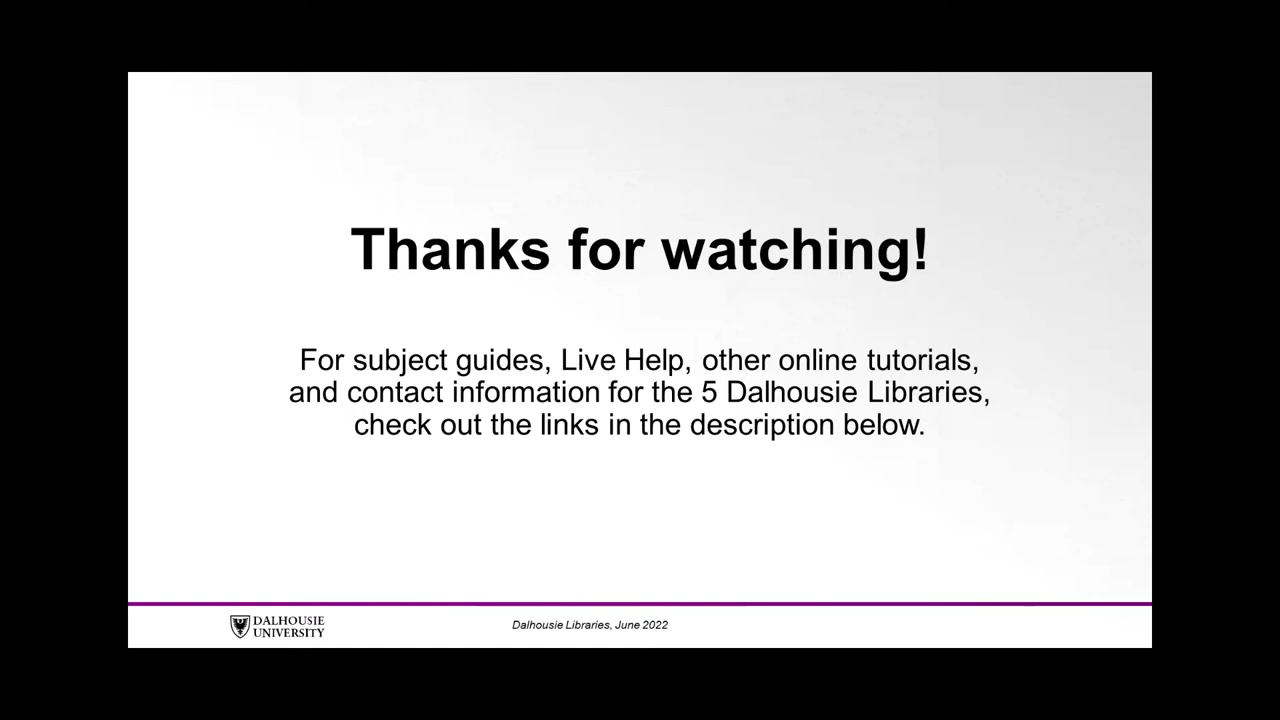 Thanks for watching!
For subject guides, Live Help, other online tutorials,
and contact information for the 5 Dalhousie Libraries,
check out the links in the description below.
DALHOUSIE
UNIVERSITY
Dalhousie Libraries, June 2022